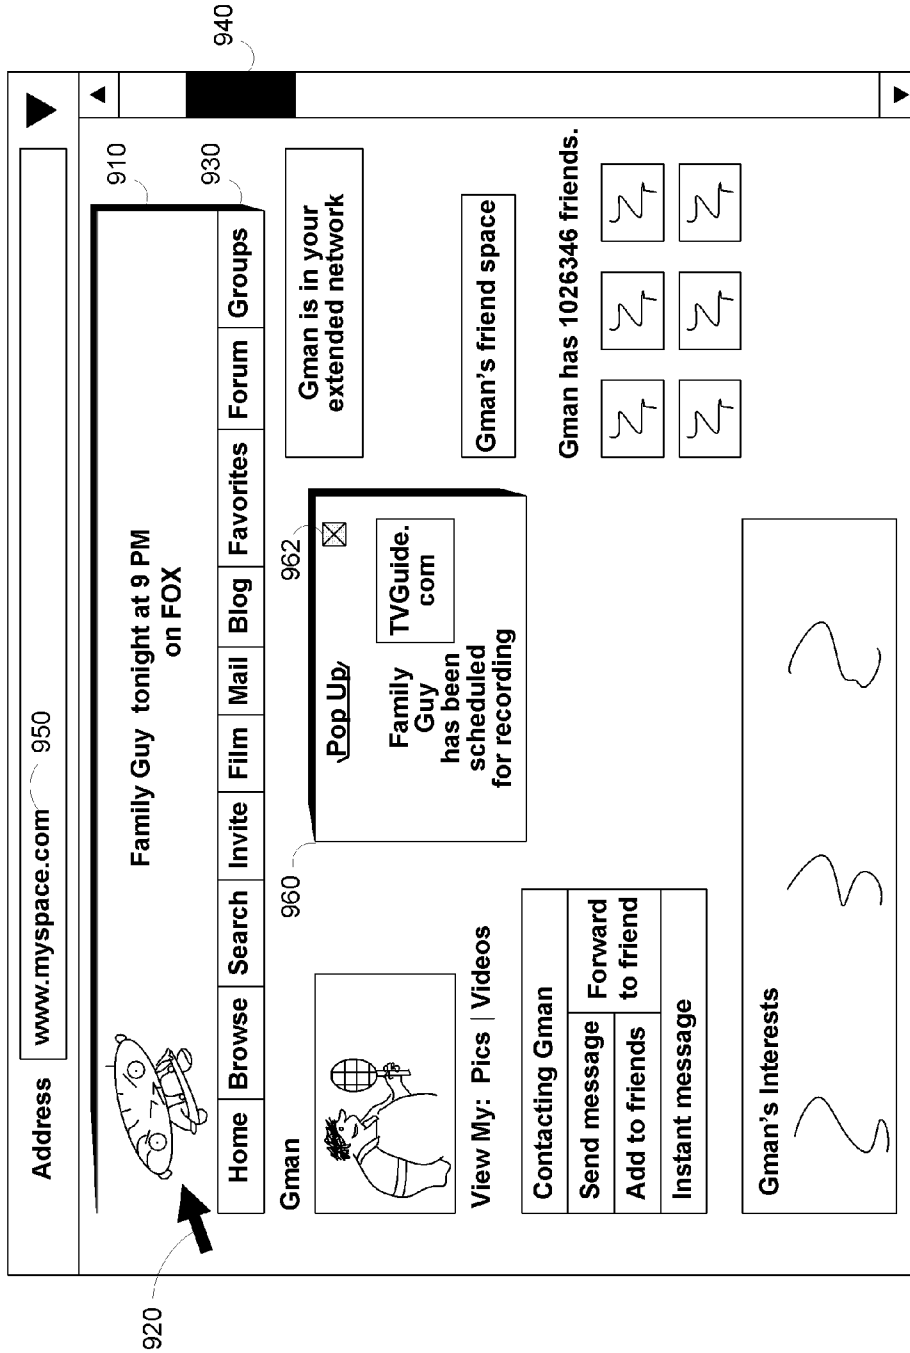 940
Address www.myspace.com 950
910
Family Guy tonight at 9 PM
on FOX
920
930
Home Browse Search Invite Film Mail Blog Favorites Forum Groups
Gman
960
Pop Up
962
Family
Guy
has been
scheduled
for recording
TVGuide.
com
Gman is in your
extended network
View My: Pics | Videos
Gman's friend space
Contacting Gman
Send message
Forward
to friend
Add to friends
Instant message
Gman has 1026346 friends.
Gman's Interests